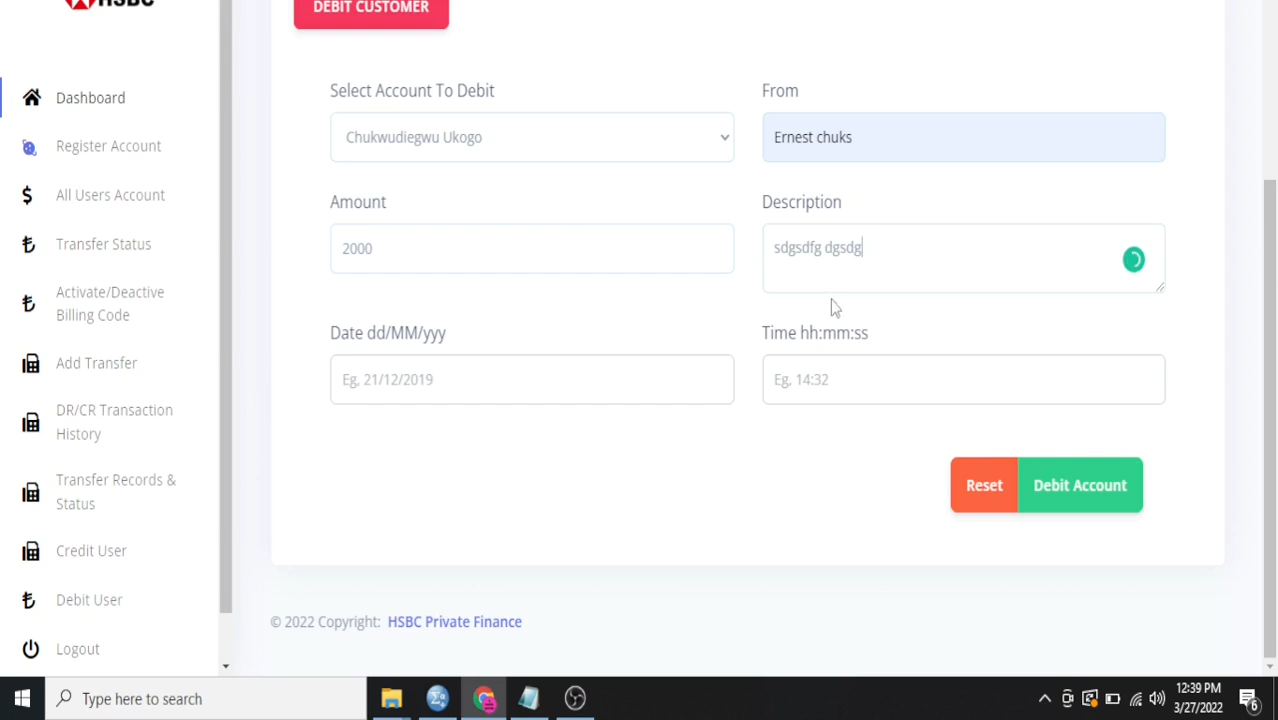 HSBC
DEBIT CUSTOMER
Dashboard
Register Account
All Users Account
Transfer Status
Activate/Deactive
Billing Code
Add Transfer
DR/CR Transaction
History
Transfer Records &
Status
Credit User
Debit User
Logout
Select Account To Debit
From
Chukwudiegwu Ukogo
Ernest chuks
Amount
Description
2000
sdgsdfg dgsdg
Date dd/MM/yyy
Time hh:mm:ss
Eg, 21/12/2019
Eg, 14:32
Reset
Debit Account
© 2022 Copyright: HSBC Private Finance
Type here to search
12:39 PM
3/27/2022
6